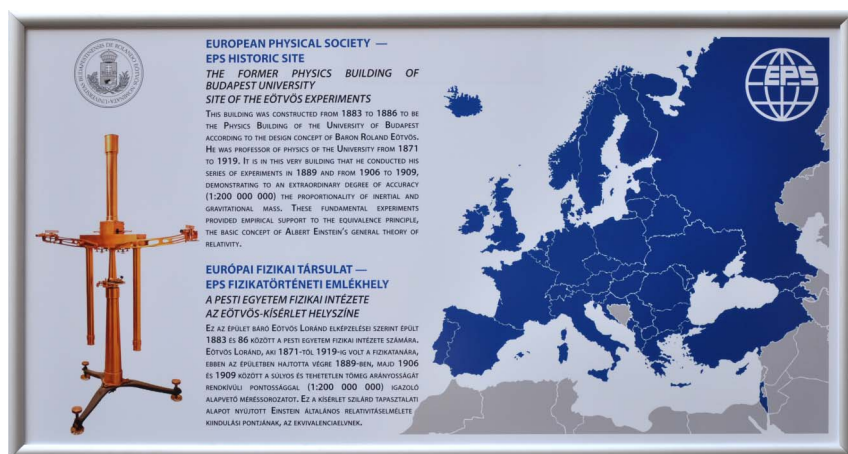 EUROPEAN PHYSICAL SOCIETY —
EPS HISTORIC SITE
THE FORMER PHYSICS BUILDING OF
BUDAPEST UNIVERSITY
SITE OF THE EÖTVÖS EXPERIMENTS
THIS BUILDING WAS CONSTRUCTED FROM 1883 TO 1886 TO BE
THE PHYSICS BUILDING OF THE UNIVERSITY OF BUDAPEST
ACCORDING TO THE DESIGN CONCEPT OF BARON ROLAND EÖTVÖS.
HE WAS PROFESSOR OF PHYSICS OF THE UNIVERSITY FROM 1871
TO 1919. IT IS IN THIS VERY BUILDING THAT HE CONDUCTED HIS
SERIES OF EXPERIMENTS IN 1889 AND FROM 1906 TO 1909,
DEMONSTRATING TO AN EXTRAORDINARY DEGREE OF ACCURACY
(1:200 000 000) THE PROPORTIONALITY OF INERTIAL AND
GRAVITATIONAL MASS. THESE FUNDAMENTAL EXPERIMENTS
PROVIDED EMPIRICAL SUPPORT TO THE EQUIVALENCE PRINCIPLE,
THE BASIC CONCEPT OF ALBERT EINSTEIN'S GENERAL THEORY OF
RELATIVITY.
EURÓPAI FIZIKAI TÁRSULAT —
EPS FIZIKATÖRTÉNETI EMLÉKHELY
A PESTI EGYETEM FIZIKAI INTÉZETE
AZ EÖTVÖS-KÍSÉRLET HELYSZÍNE
EZ AZ ÉPÜLET BÁRÓ EÖTVÖS LORÁND ELKÉPZELÉSEI SZERINT ÉPÜLT
1883 ÉS 86 KÖZÖTT A PESTI EGYETEM FIZIKAI INTÉZETE SZÁMÁRA.
EÖTVÖS LORÁND, AKI 1871-TŐL 1919-IG VOLT A FIZIKATANÁRA,
EBBEN AZ ÉPÜLETBEN HAJTOTTA VÉGRE 1889-BEN, MAJD 1906
ÉS 1909 KÖZÖTT A SÚLYOS ÉS TEHETETLEN TÖMEG ARÁNYOSSÁGÁT
RENDKÍVÜLI PONTOSSÁGGAL (1:200 000 000) IGAZOLÓ
ALAPVETŐ MÉRÉSSOROZATOT. EZ A KÍSÉRLET SZILÁRD TAPASZTALATI
ALAPOT NYÚJTOTT EINSTEIN ÁLTALÁNOS RELATIVITÁSELMÉLETE
KIINDULÁSI PONTJÁNAK, AZ EKVIVALENCIAELVNEK.
EPS